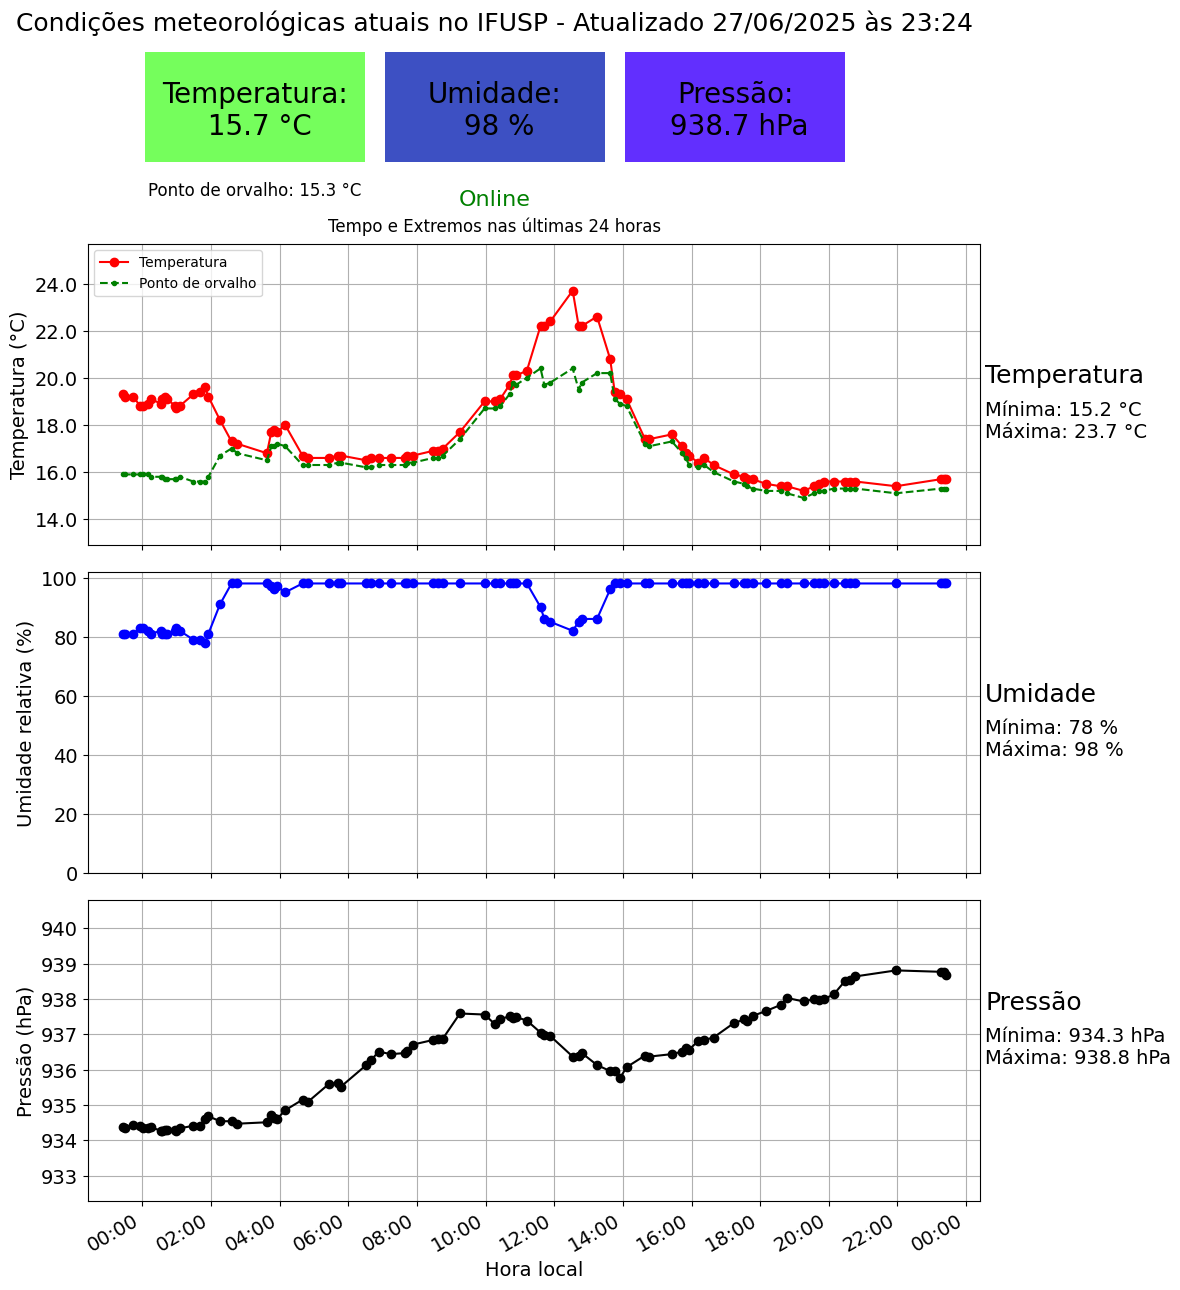 Condições meteorológicas atuais no IFUSP - Atualizado 27/06/2025 às 23:24
Temperatura:
15.7 °C
Umidade:
98 %
Pressão:
938.7 hPa
Ponto de orvalho: 15.3 °C
Online
Tempo e Extremos nas últimas 24 horas
Temperatura
Ponto de orvalho
Temperatura (°C)
24.0
22.0
20.0
18.0
16.0
14.0
Temperatura
Mínima: 15.2 °C
Máxima: 23.7 °C
Umidade relativa (%)
100
80
60
40
20
0
Umidade
Mínima: 78 %
Máxima: 98 %
Pressão (hPa)
940
939
938
937
936
935
934
933
Pressão
Mínima: 934.3 hPa
Máxima: 938.8 hPa
00:00 02:00 04:00 06:00 08:00 10:00 12:00 14:00 16:00 18:00 20:00 22:00 00:00
Hora local